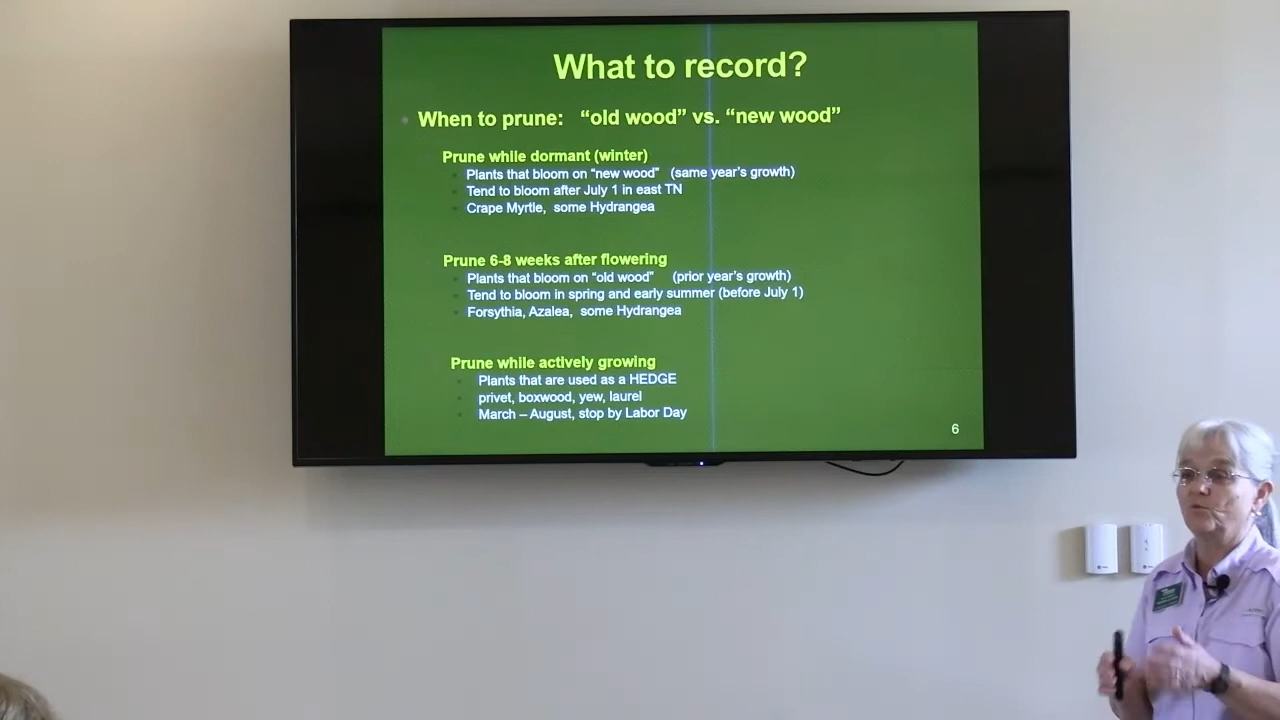 What to record?
When to prune: “old wood” vs. “new wood”
Prune while dormant (winter)
Plants that bloom on “new wood” (same year’s growth)
Tend to bloom after July 1 in east TN
Crape Myrtle, some Hydrangea
Prune 6-8 weeks after flowering
Plants that bloom on “old wood” (prior year’s growth)
Tend to bloom in spring and early summer (before July 1)
Forsythia, Azalea, some Hydrangea
Prune while actively growing
Plants that are used as a HEDGE
privet, boxwood, yew, laurel
March – August, stop by Labor Day
6